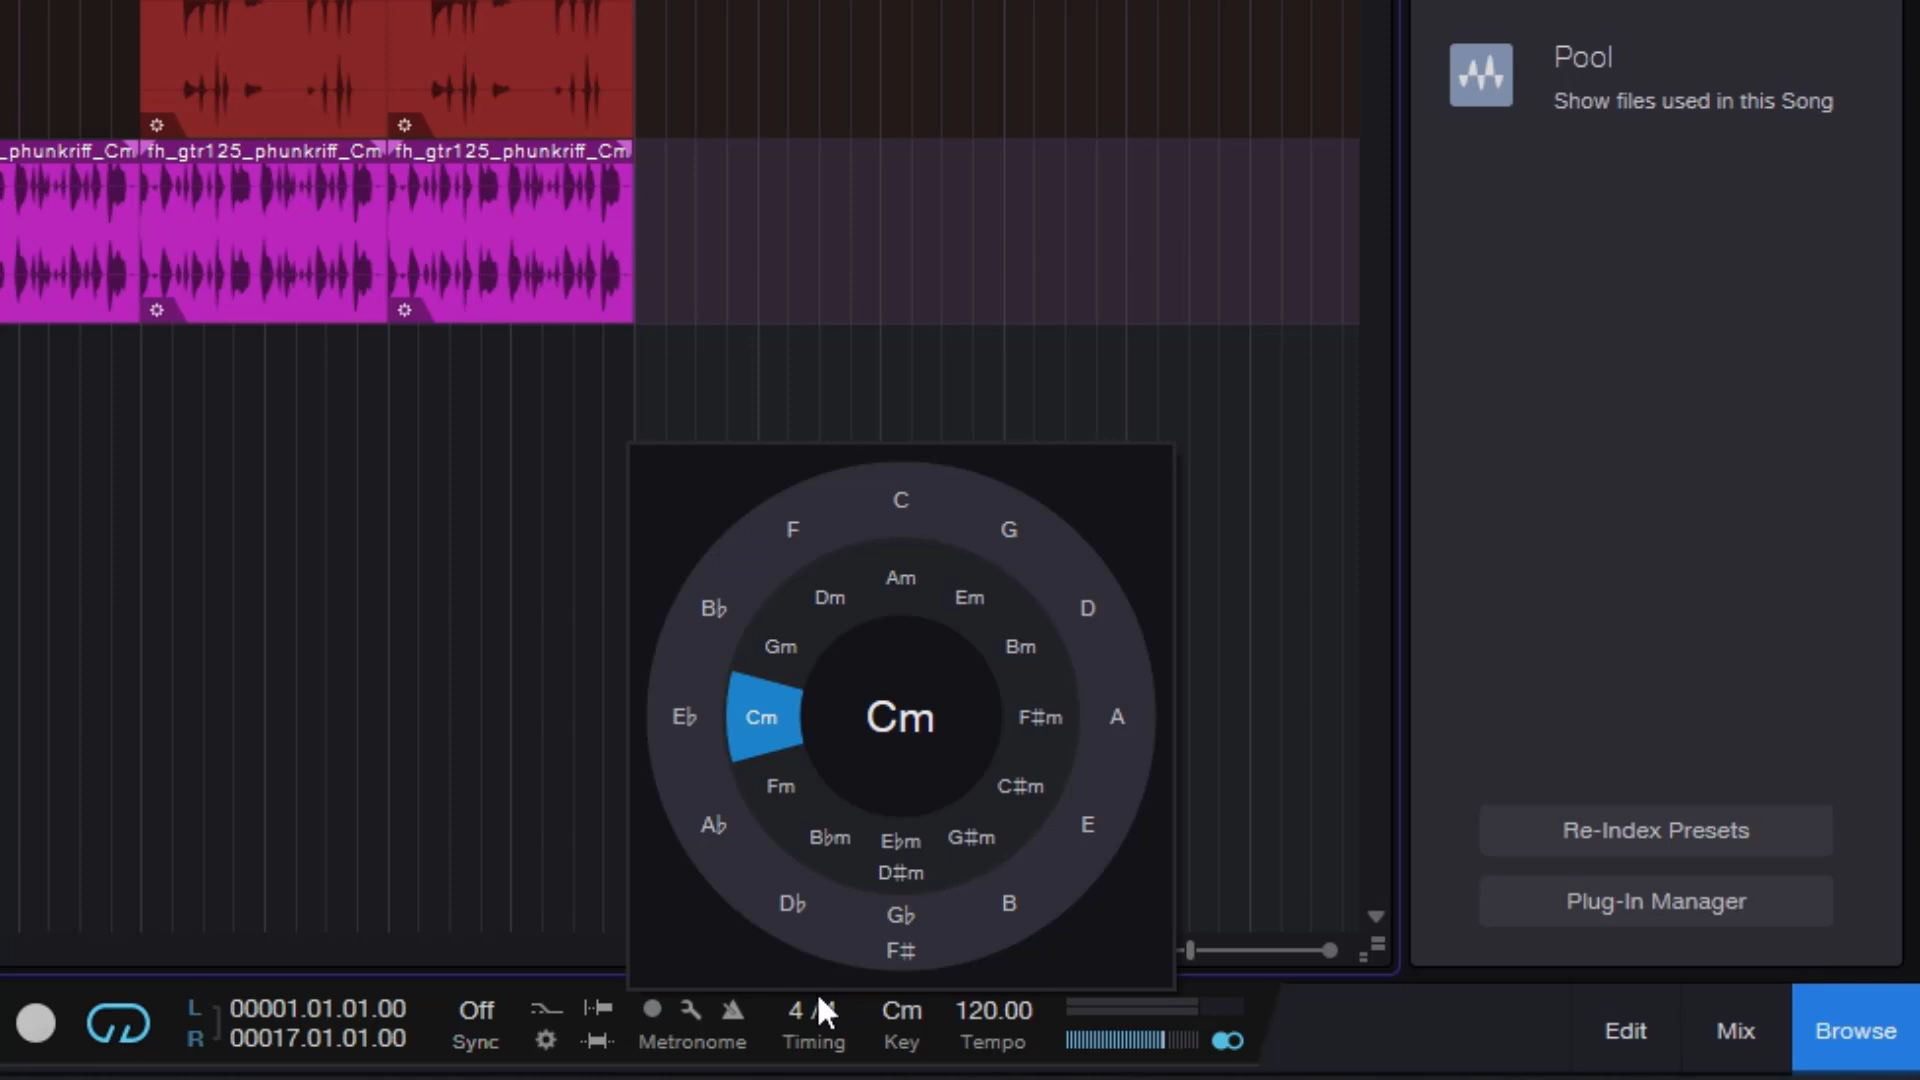 Pool
Show files used in this Song
_phunkriff_Cm
fh_gtr125_phunkriff_Cm
fh_gtr125_phunkriff_Cm
C
F
G
Am
Dm
Em
B♭
D
Gm
Bm
E♭
Cm
Cm
F#m
A
Fm
C#m
A♭
E
B♭m
E♭m
G#m
D#m
D♭
B
G♭
F#
Re-Index Presets
Plug-In Manager
L 00001.01.01.00
R 00017.01.01.00
Off
Sync
Metronome
4 /
Timing
Cm
Key
120.00
Tempo
Edit
Mix
Browse